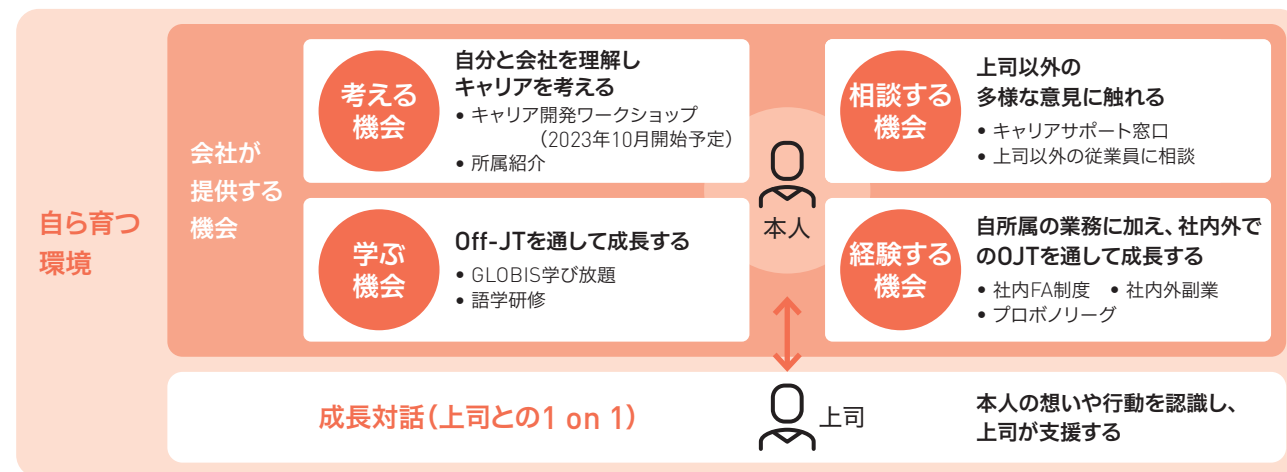 自ら育つ
環境
会社が
提供する
機会
考える
機会
自分と会社を理解し
キャリアを考える
• キャリア開発ワークショップ
（2023年10月開始予定）
• 所属紹介
相談する
機会
上司以外の
多様な意見に触れる
• キャリアサポート窓口
• 上司以外の従業員に相談
本人
学ぶ
機会
Off-JTを通して成長する
• GLOBIS学び放題
• 語学研修
経験する
機会
自所属の業務に加え、社内外で
のOJTを通して成長する
• 社内FA制度 • 社内外副業
• プロボノリーグ
成長対話（上司との1 on 1）
上司
本人の想いや行動を認識し、
上司が支援する